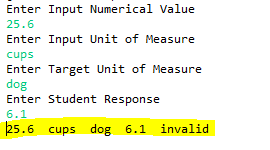 Enter Input Numerical Value
25.6
Enter Input Unit of Measure
cups
Enter Target Unit of Measure
dog
Enter Student Response
6.1
25.6  cups  dog  6.1  invalid